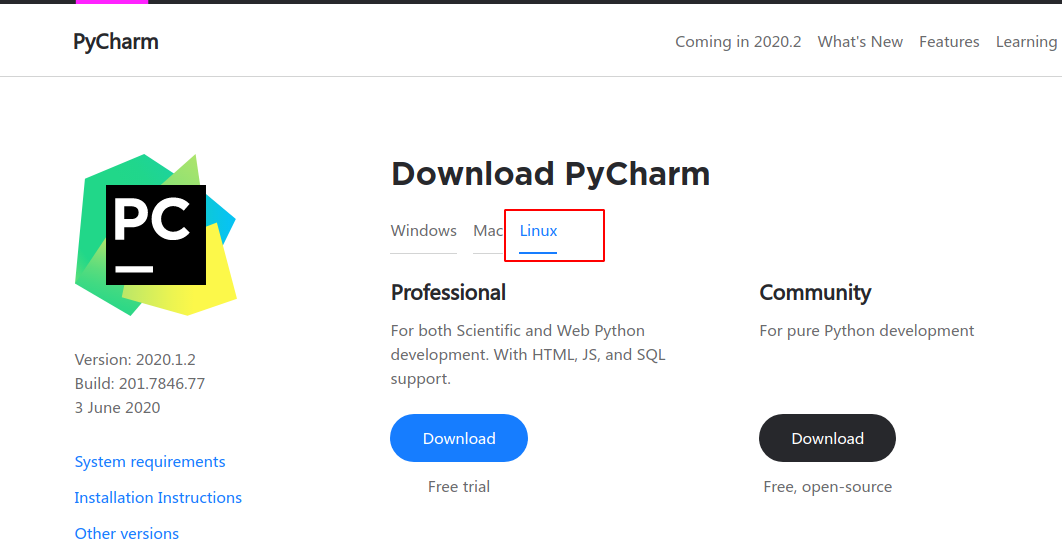 PyCharm
Coming in 2020.2 What's New Features Learning
PC
Download PyCharm
Windows Mac Linux
Professional
For both Scientific and Web Python
development. With HTML, JS, and SQL
support.
Download
Free trial
Community
For pure Python development
Download
Free, open-source
Version: 2020.1.2
Build: 201.7846.77
3 June 2020
System requirements
Installation Instructions
Other versions